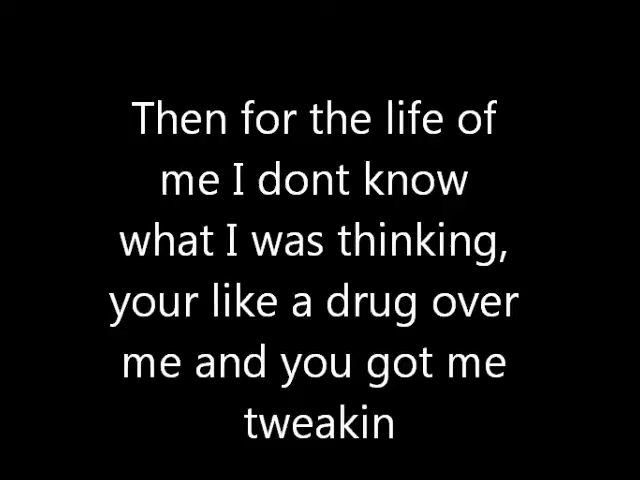 Then for the life of
me I dont know
what I was thinking,
your like a drug over
me and you got me
tweakin